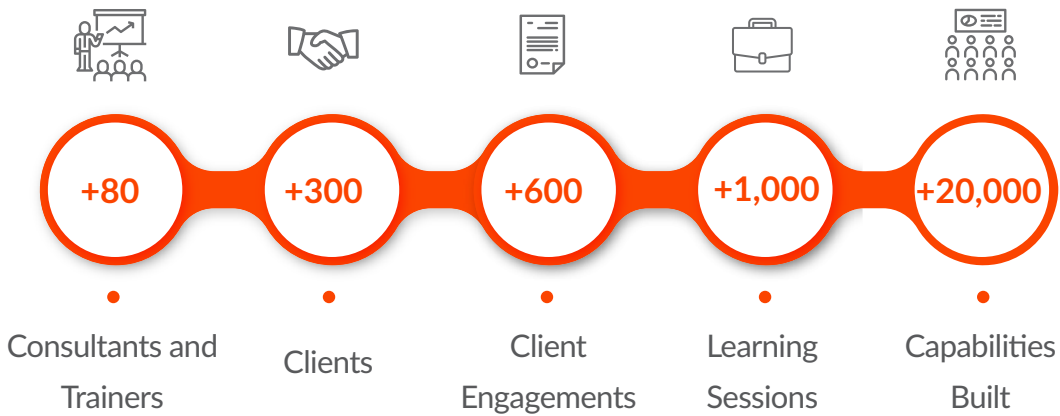 +80
+300
+600
+1,000
+20,000
Consultants and
Trainers
Clients
Client
Engagements
Learning
Sessions
Capabilities
Built